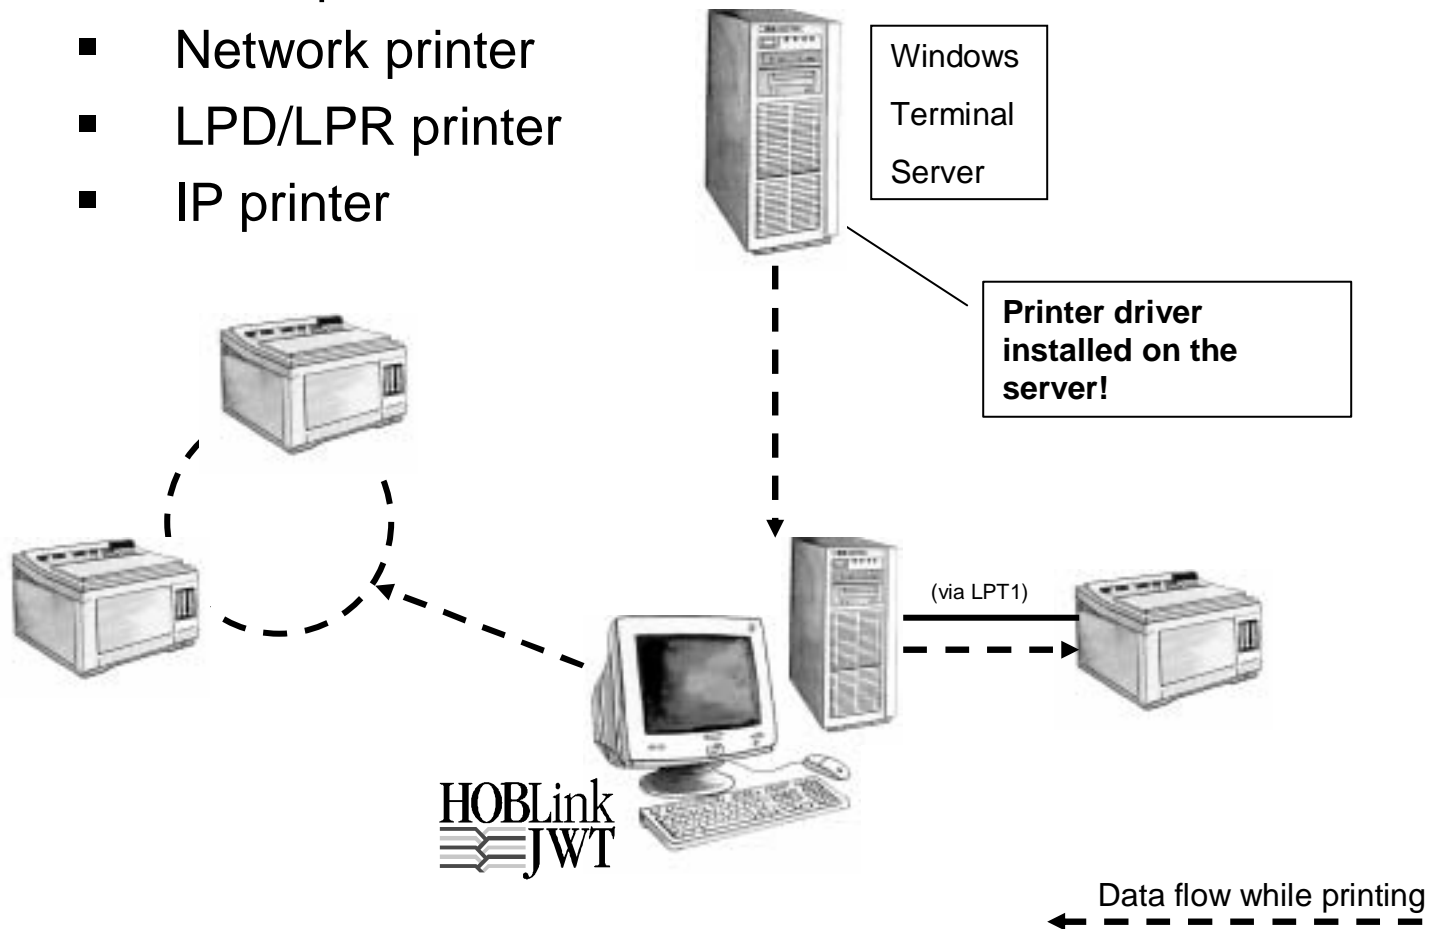 Network printer
LPD/LPR printer
IP printer
Windows
Terminal
Server
Printer driver
installed on the
server!
(via LPT1)
HOBLink
JWT
Data flow while printing